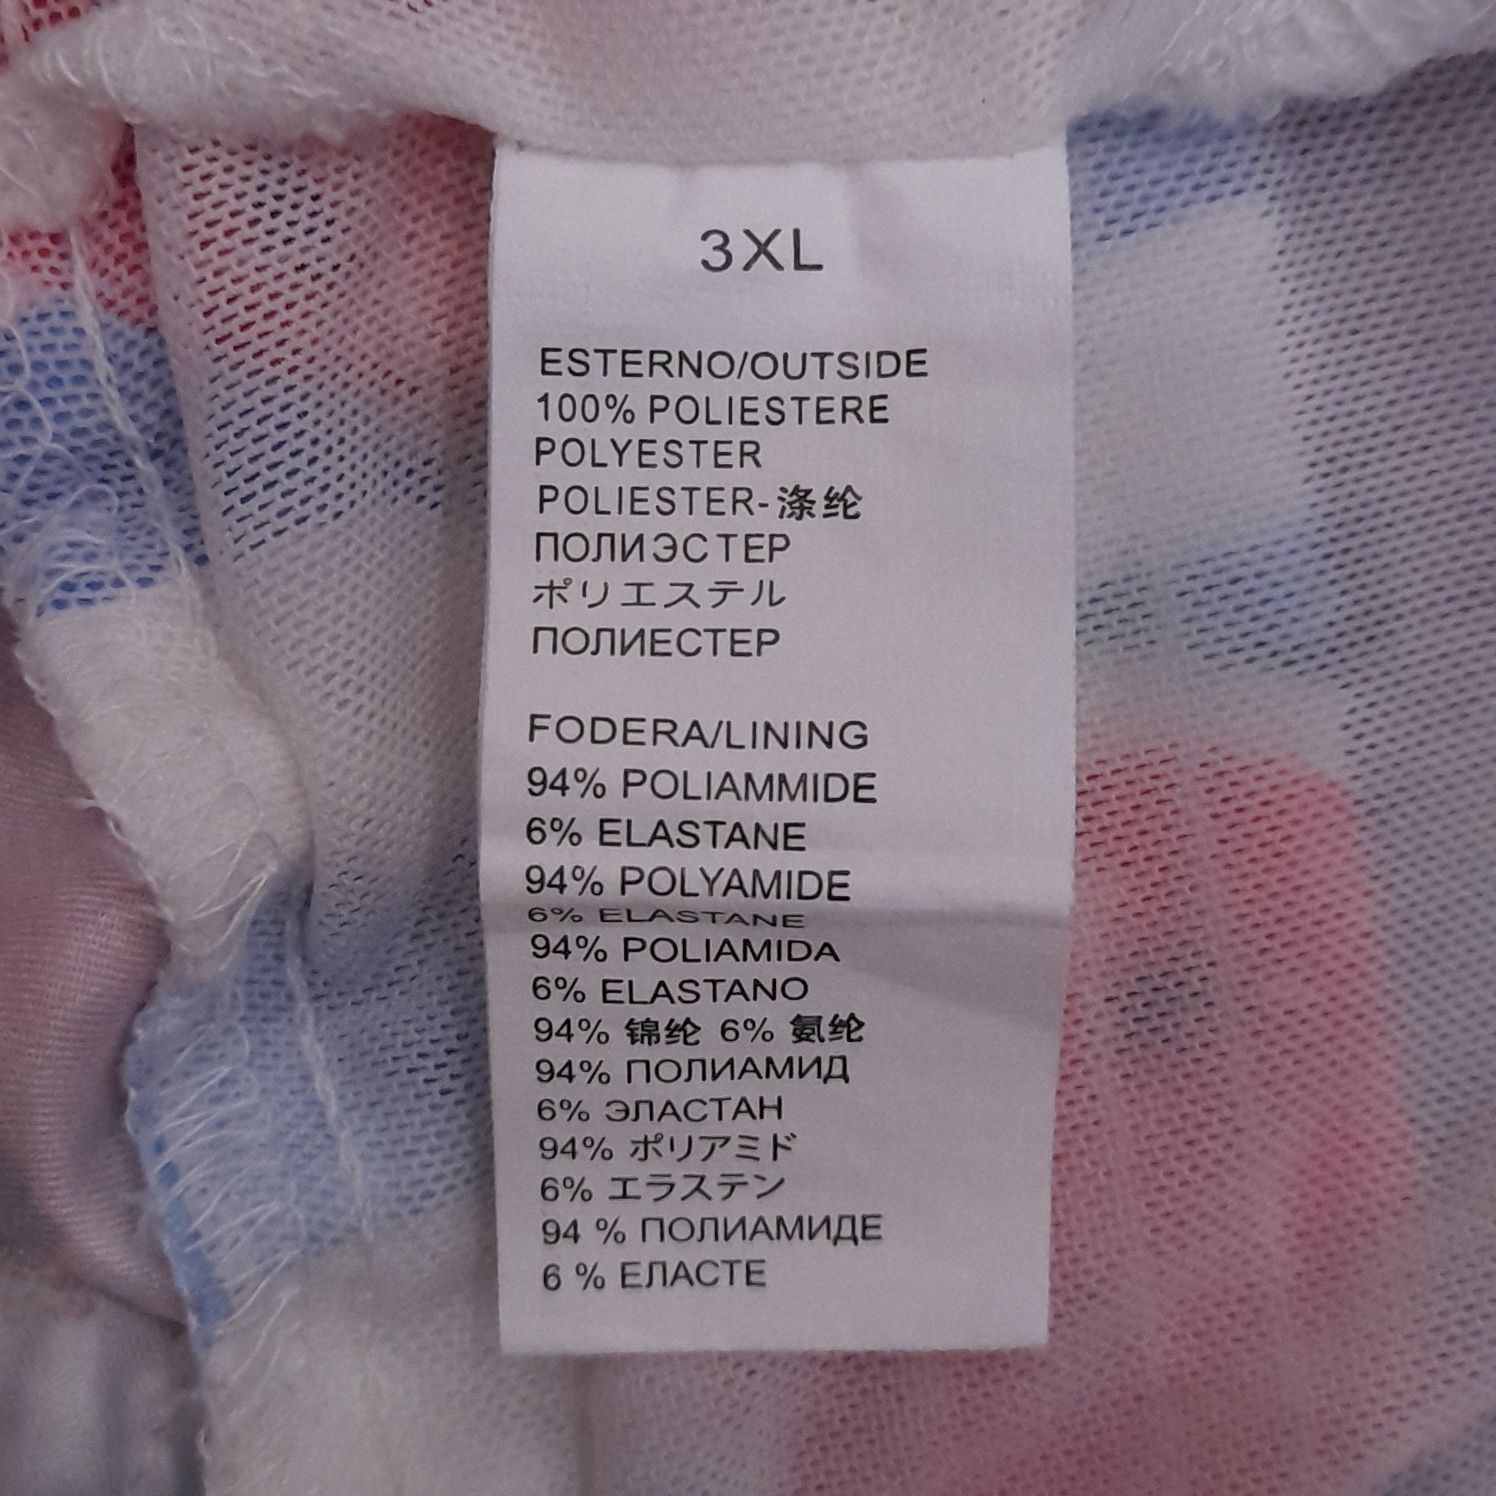 3XL
ESTERNO/OUTSIDE
100% POLIESTERE
POLYESTER
POLIESTER-涤纶
ПОЛИЭСТЕР
ポリエステル
ПОЛИЕСТЕР
FODERA/LINING
94% POLIAMMIDE
6% ELASTANE
94% POLYAMIDE
6% ELASTANE
94% POLIAMIDA
6% ELASTANO
94% 锦纶 6% 氨纶
94% ПОЛИАМИД
6% ЭЛАСТАН
94% ポリアミド
6% エラステン
94 % ПОЛИАМИДЕ
6 % ЕЛАСТЕ